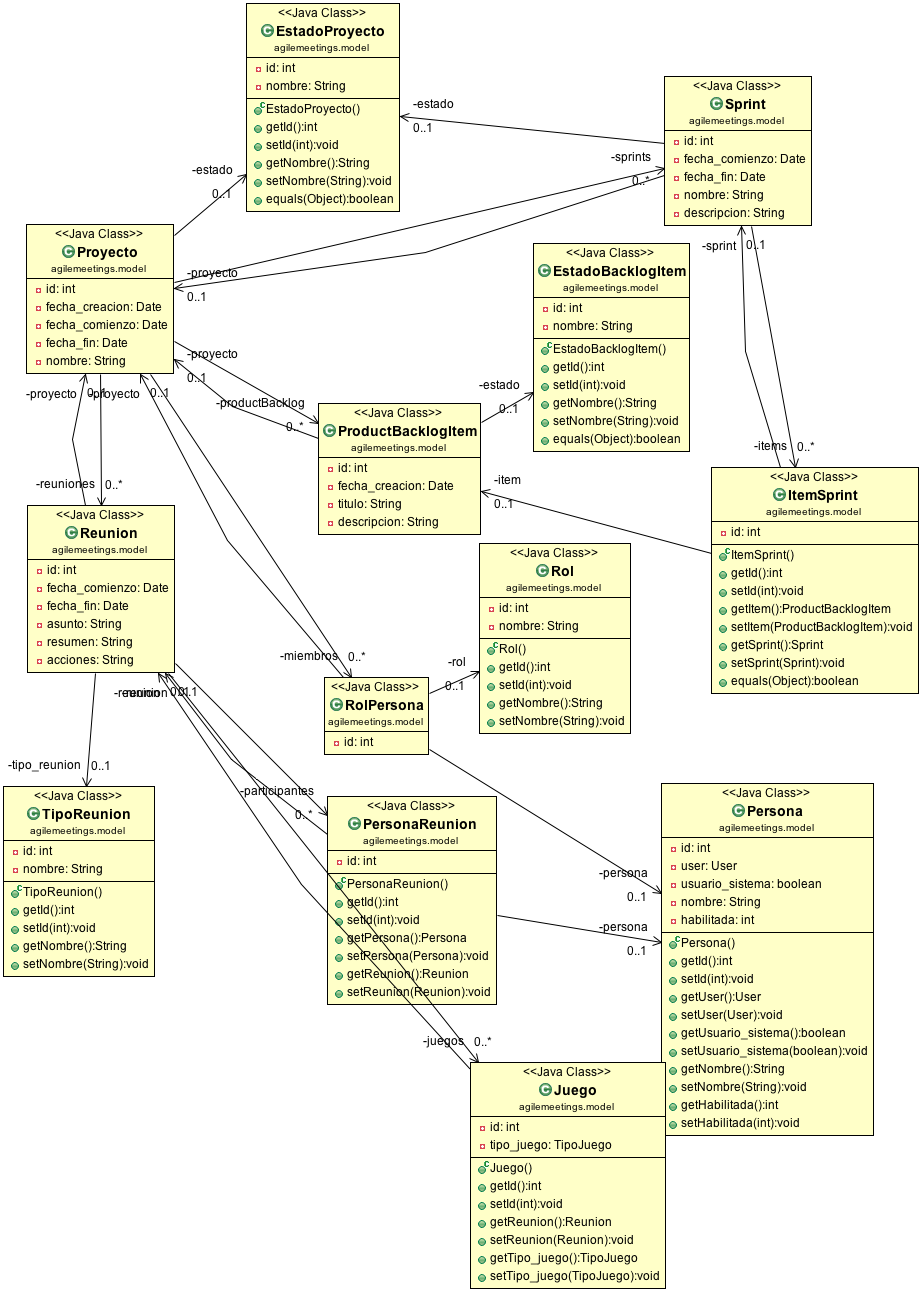 <<Java Class>>
EstadoProyecto
agilemeetings.model
id: int
nombre: String
EstadoProyecto()
getId():int
setId(int):void
getNombre():String
setNombre(String):void
equals(Object):boolean
<<Java Class>>
Sprint
agilemeetings.model
id: int
fecha_comienzo: Date
fecha_fin: Date
nombre: String
descripcion: String
-estado
0..1
-estado
0..1
-sprints
0..*
<<Java Class>>
Proyecto
agilemeetings.model
id: int
fecha_creacion: Date
fecha_comienzo: Date
fecha_fin: Date
nombre: String
-proyecto
0..1
-sprint
0..1
<<Java Class>>
EstadoBacklogItem
agilemeetings.model
id: int
nombre: String
EstadoBacklogItem()
getId():int
setId(int):void
getNombre():String
setNombre(String):void
equals(Object):boolean
-proyecto
0..1
-productBacklog
0..*
-estado
0..1
-proyecto
0..1
-proyecto
0..1
<<Java Class>>
ProductBacklogItem
agilemeetings.model
id: int
fecha_creacion: Date
titulo: String
descripcion: String
-item
0..1
-items
0..*
<<Java Class>>
ItemSprint
agilemeetings.model
id: int
ItemSprint()
getId():int
setId(int):void
getItem():ProductBacklogItem
setItem(ProductBacklogItem):void
getSprint():Sprint
setSprint(Sprint):void
equals(Object):boolean
-reuniones
0..*
<<Java Class>>
Reunion
agilemeetings.model
id: int
fecha_comienzo: Date
fecha_fin: Date
asunto: String
resumen: String
acciones: String
<<Java Class>>
Rol
agilemeetings.model
id: int
nombre: String
Rol()
getId():int
setId(int):void
getNombre():String
setNombre(String):void
-miembros
0..*
-rol
0..1
<<Java Class>>
RolPersona
agilemeetings.model
id: int
-reunion
0..1
-reunion
0..1
-tipo_reunion
0..1
<<Java Class>>
TipoReunion
agilemeetings.model
id: int
nombre: String
TipoReunion()
getId():int
setId(int):void
getNombre():String
setNombre(String):void
-participantes
0..*
<<Java Class>>
PersonaReunion
agilemeetings.model
id: int
PersonaReunion()
getId():int
setId(int):void
getPersona():Persona
setPersona(Persona):void
getReunion():Reunion
setReunion(Reunion):void
-persona
0..1
-persona
0..1
<<Java Class>>
Persona
agilemeetings.model
id: int
user: User
usuario_sistema: boolean
nombre: String
habilitada: int
Persona()
getId():int
setId(int):void
getUser():User
setUser(User):void
getUsuario_sistema():boolean
setUsuario_sistema(boolean):void
getNombre():String
setNombre(String):void
getHabilitada():int
setHabilitada(int):void
-juegos
0..*
<<Java Class>>
Juego
agilemeetings.model
id: int
tipo_juego: TipoJuego
Juego()
getId():int
setId(int):void
getReunion():Reunion
setReunion(Reunion):void
getTipo_juego():TipoJuego
setTipo_juego(TipoJuego):void